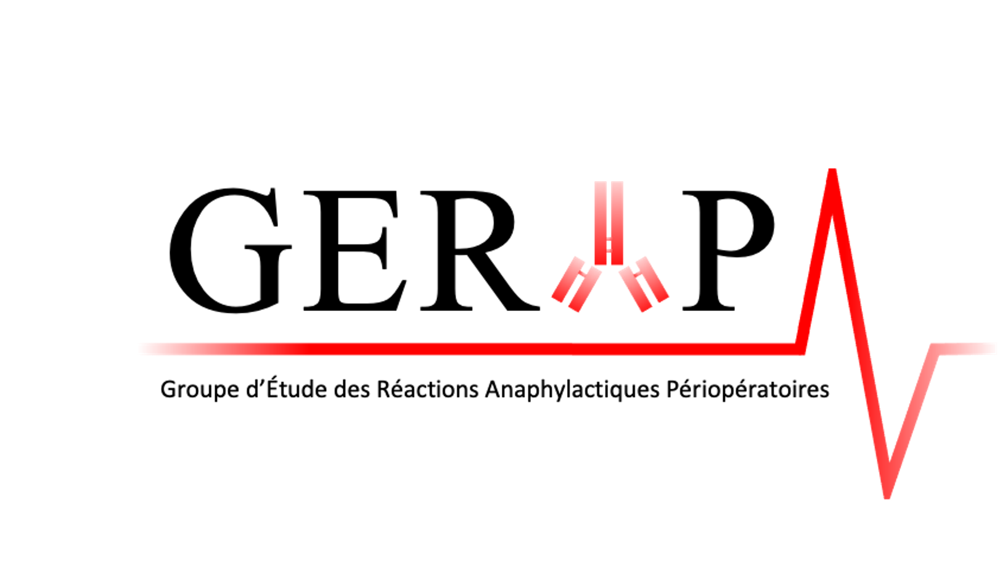 GERAP
Groupe d’Étude des Réactions Anaphylactiques Périopératoires